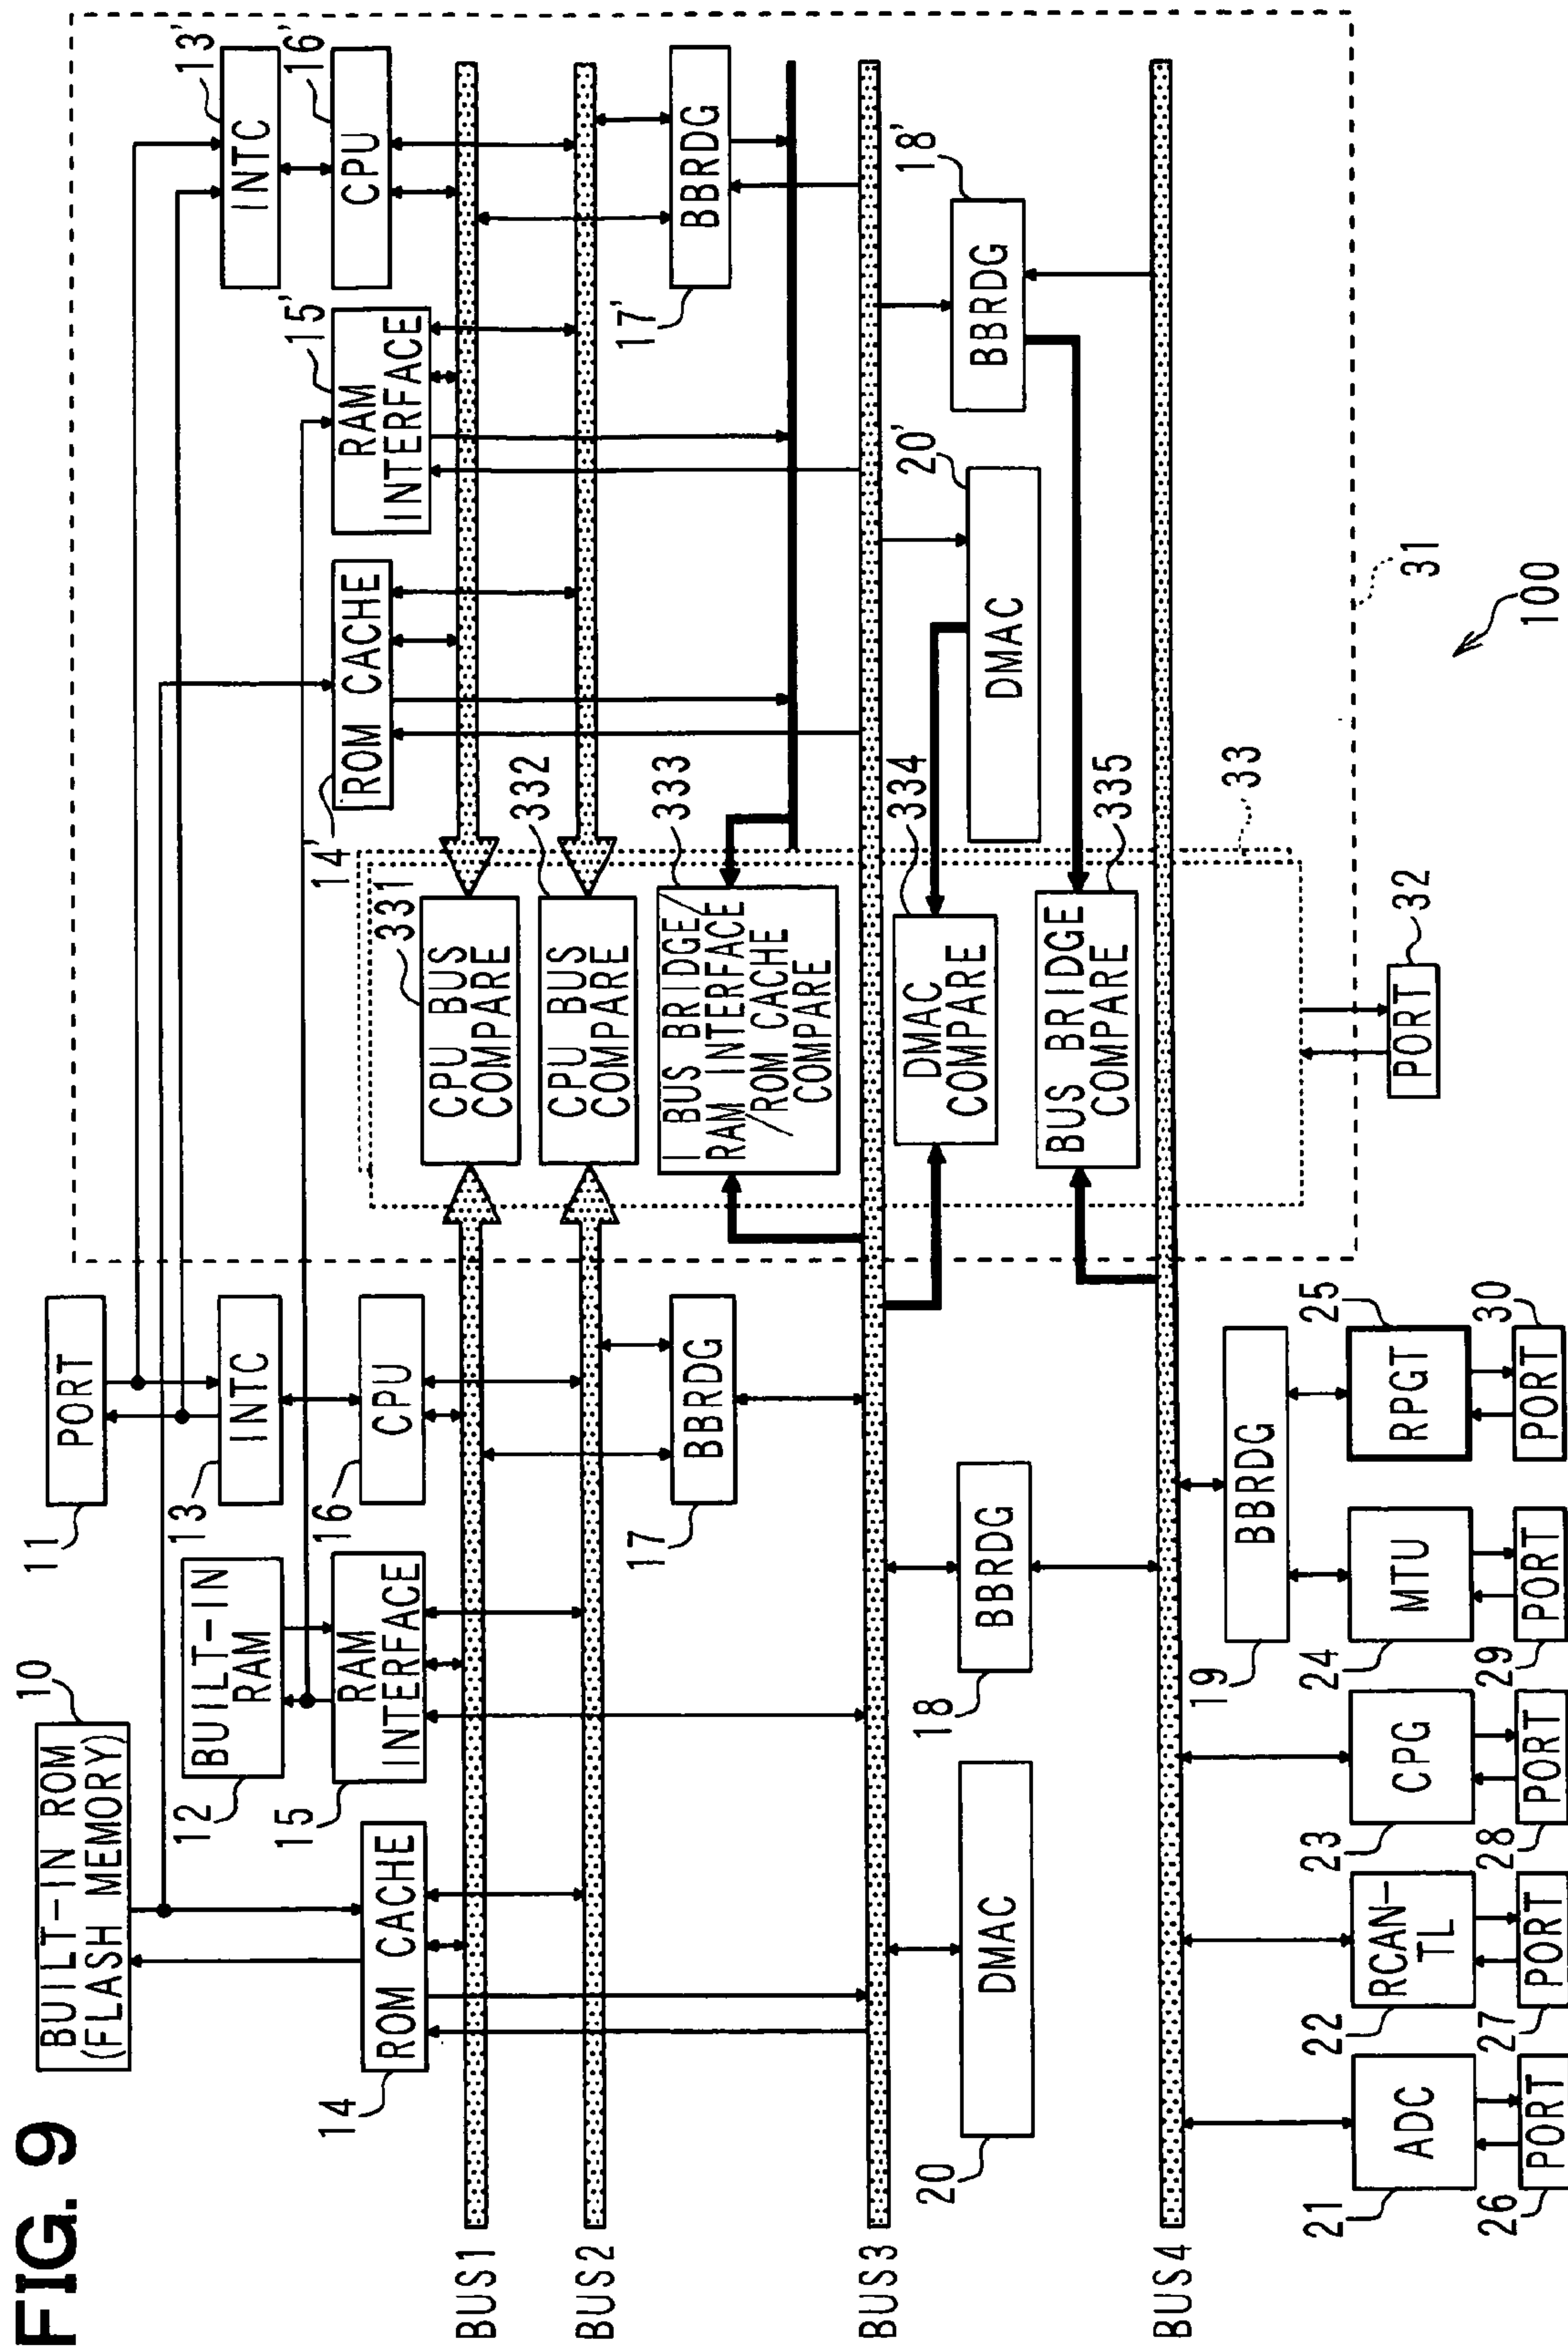 FIG. 9
10
BUILT-IN ROM
(FLASH MEMORY)
11
PORT
12
BUILT-IN
RAM
13
INTC
13'
INTC
14
ROM CACHE
15
RAM
INTERFACE
16
CPU
14'
ROM CACHE
15'
RAM
INTERFACE
16'
CPU
BUS1
331
CPU BUS
COMPARE
BUS2
332
CPU BUS
COMPARE
17
BBRDG
333
I BUS BRIDGE/
RAM INTERFACE
/ROM CACHE
COMPARE
17'
BBRDG
BUS3
20
DMAC
18
BBRDG
334
DMAC
COMPARE
20'
DMAC
18'
BBRDG
335
BUS BRIDGE
COMPARE
BUS4
19
BBRDG
33
21
ADC
22
RCAN-
TL
23
CPG
24
MTU
25
RPGT
32
PORT
31
26
PORT
27
PORT
28
PORT
29
PORT
30
PORT
100